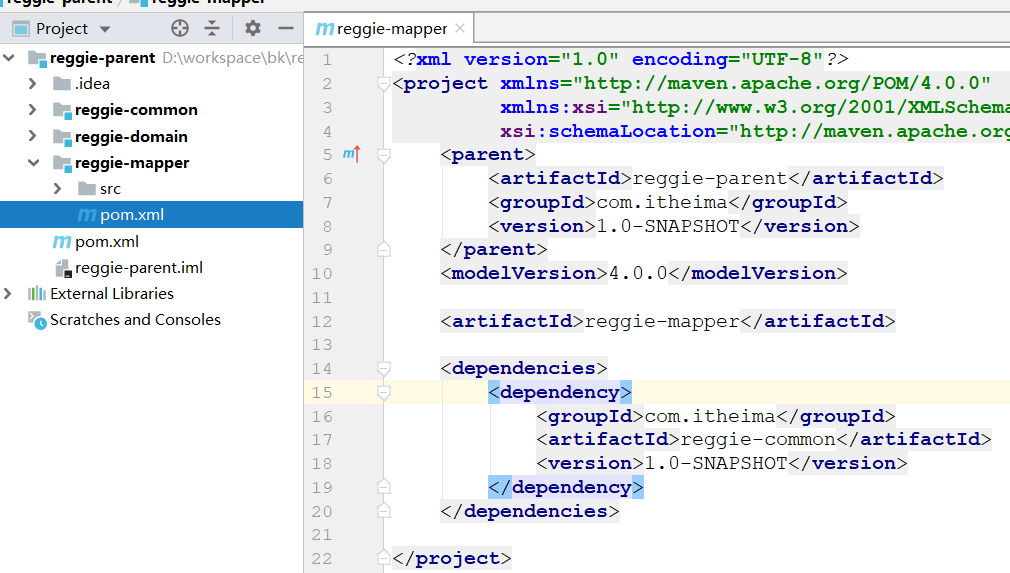 reggie-parent reggie-mapper
Project
reggie-mapper
reggie-parent D:\workspace\bk\re
.idea
reggie-common
reggie-domain
reggie-mapper
src
pom.xml
pom.xml
reggie-parent.iml
External Libraries
Scratches and Consoles
1 <?xml version="1.0" encoding="UTF-8"?>
2 <project xmlns="http://maven.apache.org/POM/4.0.0"
3 xmlns:xsi="http://www.w3.org/2001/XMLSchema
4 xsi:schemaLocation="http://maven.apache.org
5 <parent>
6 <artifactId>reggie-parent</artifactId>
7 <groupId>com.itheima</groupId>
8 <version>1.0-SNAPSHOT</version>
9 </parent>
10 <modelVersion>4.0.0</modelVersion>
11
12 <artifactId>reggie-mapper</artifactId>
13
14 <dependencies>
15 <dependency>
16 <groupId>com.itheima</groupId>
17 <artifactId>reggie-common</artifactId>
18 <version>1.0-SNAPSHOT</version>
19 </dependency>
20 </dependencies>
21
22 </project>